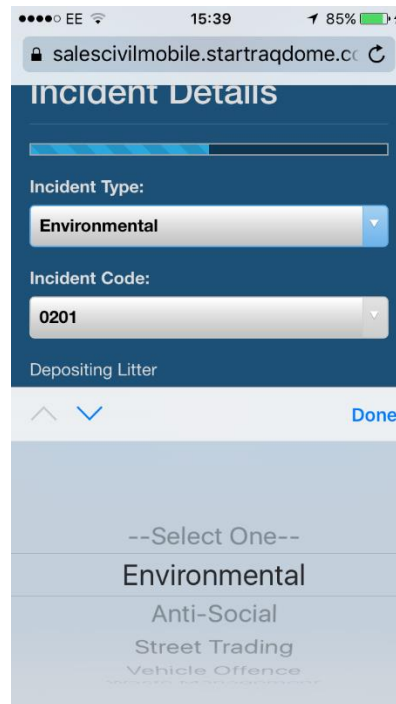 EE 15:39 85%
salescivilmobile.startraqdome.cc
Incident Details
Incident Type:
Environmental
Incident Code:
0201
Depositing Litter
Done
--Select One--
Environmental
Anti-Social
Street Trading
Vehicle Offence